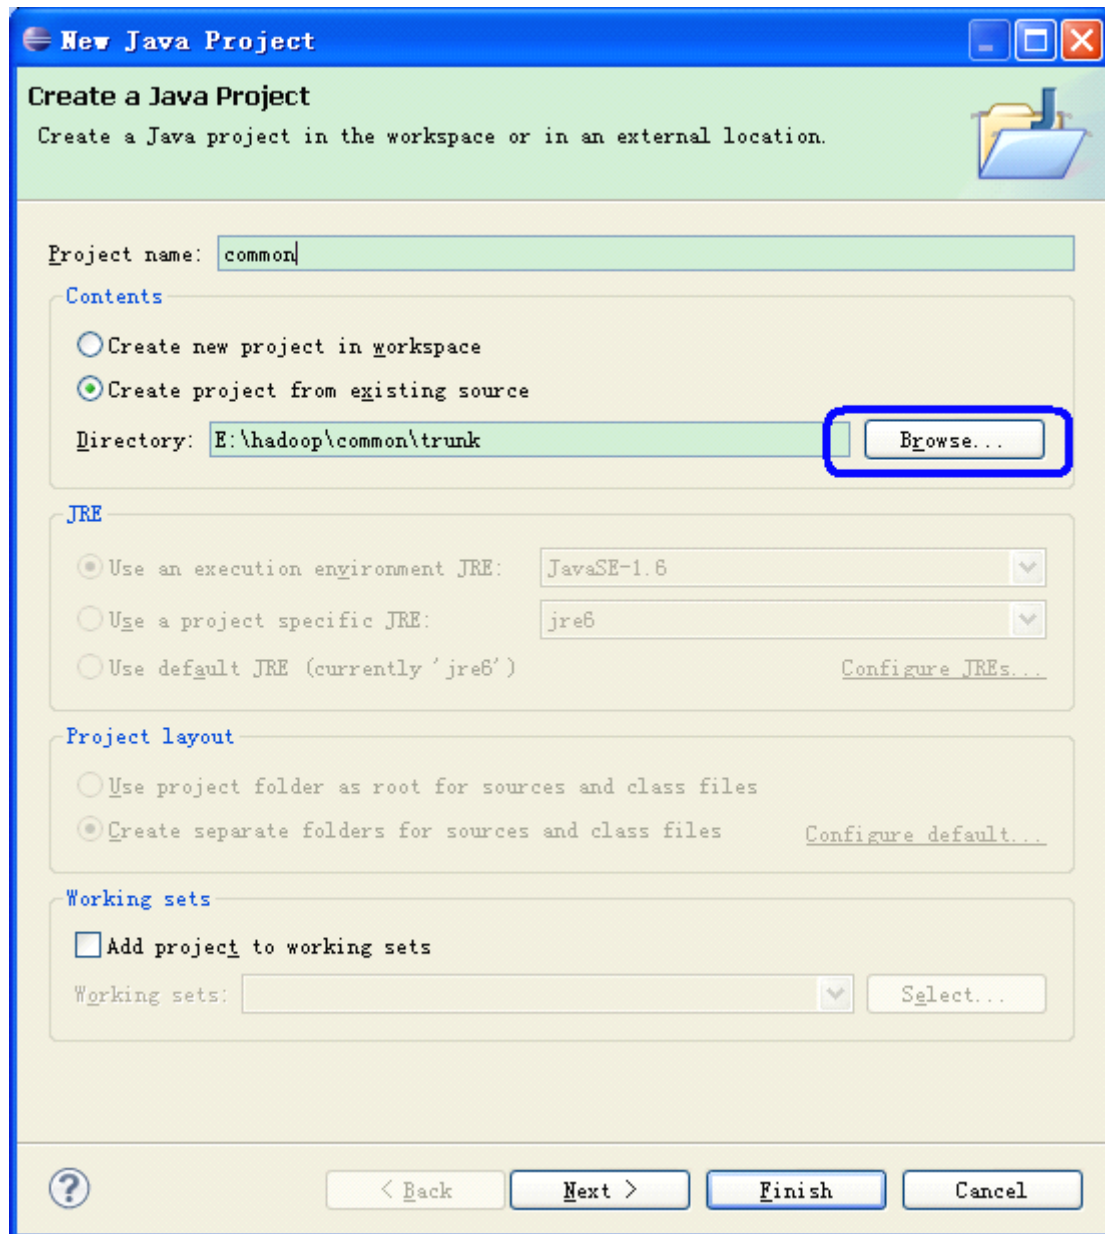 New Java Project
Create a Java Project
Create a Java project in the workspace or in an external location.
Project name: common
Contents
Create new project in workspace
Create project from existing source
Directory: E:\hadoop\common\trunk Browse...
JRE
Use an execution environment JRE: JavaSE-1.6
Use a project specific JRE: jre6
Use default JRE (currently 'jre6') Configure JREs...
Project layout
Use project folder as root for sources and class files
Create separate folders for sources and class files Configure default...
Working sets
Add project to working sets
Working sets: Select...
? < Back Next > Finish Cancel